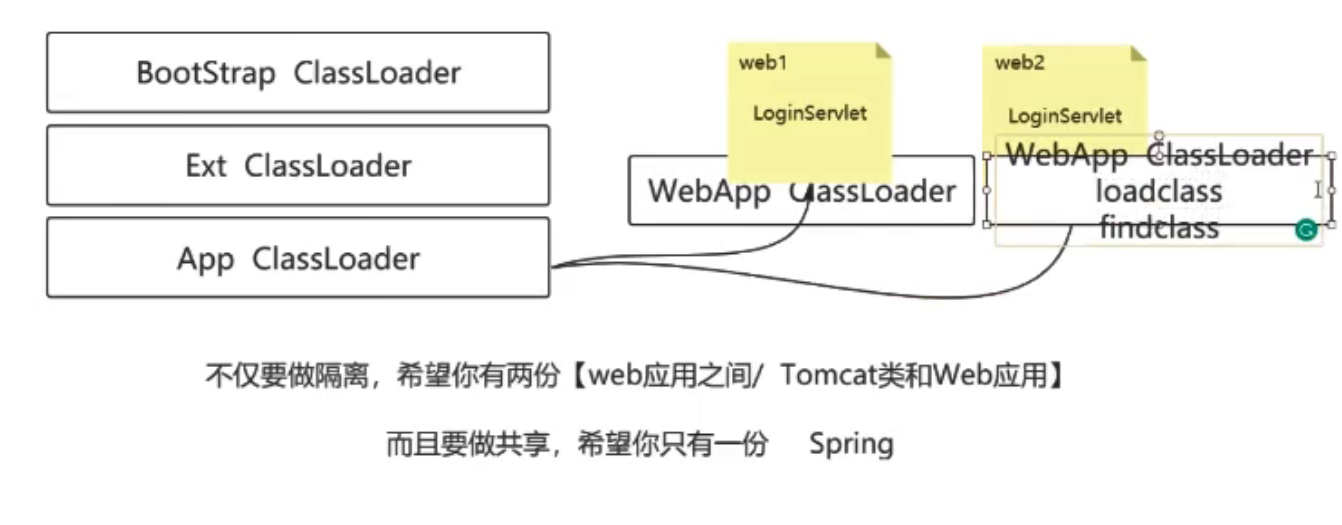 BootStrap ClassLoader
Ext ClassLoader
App ClassLoader
web1
LoginServlet
WebApp ClassLoader
web2
LoginServlet
WebApp ClassLoader
loadclass
findclass
不仅要做隔离，希望你有两份【web应用之间/ Tomcat类和Web应用】
而且要做共享，希望你只有一份 Spring